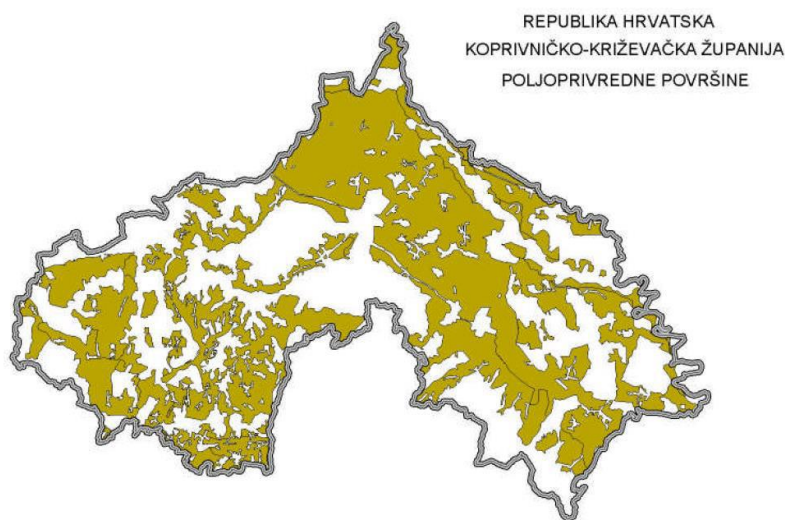 REPUBLIKA HRVATSKA
KOPRIVNIČKO-KRIŽEVAČKA ŽUPANIJA
POLJOPRIVREDNE POVRŠINE